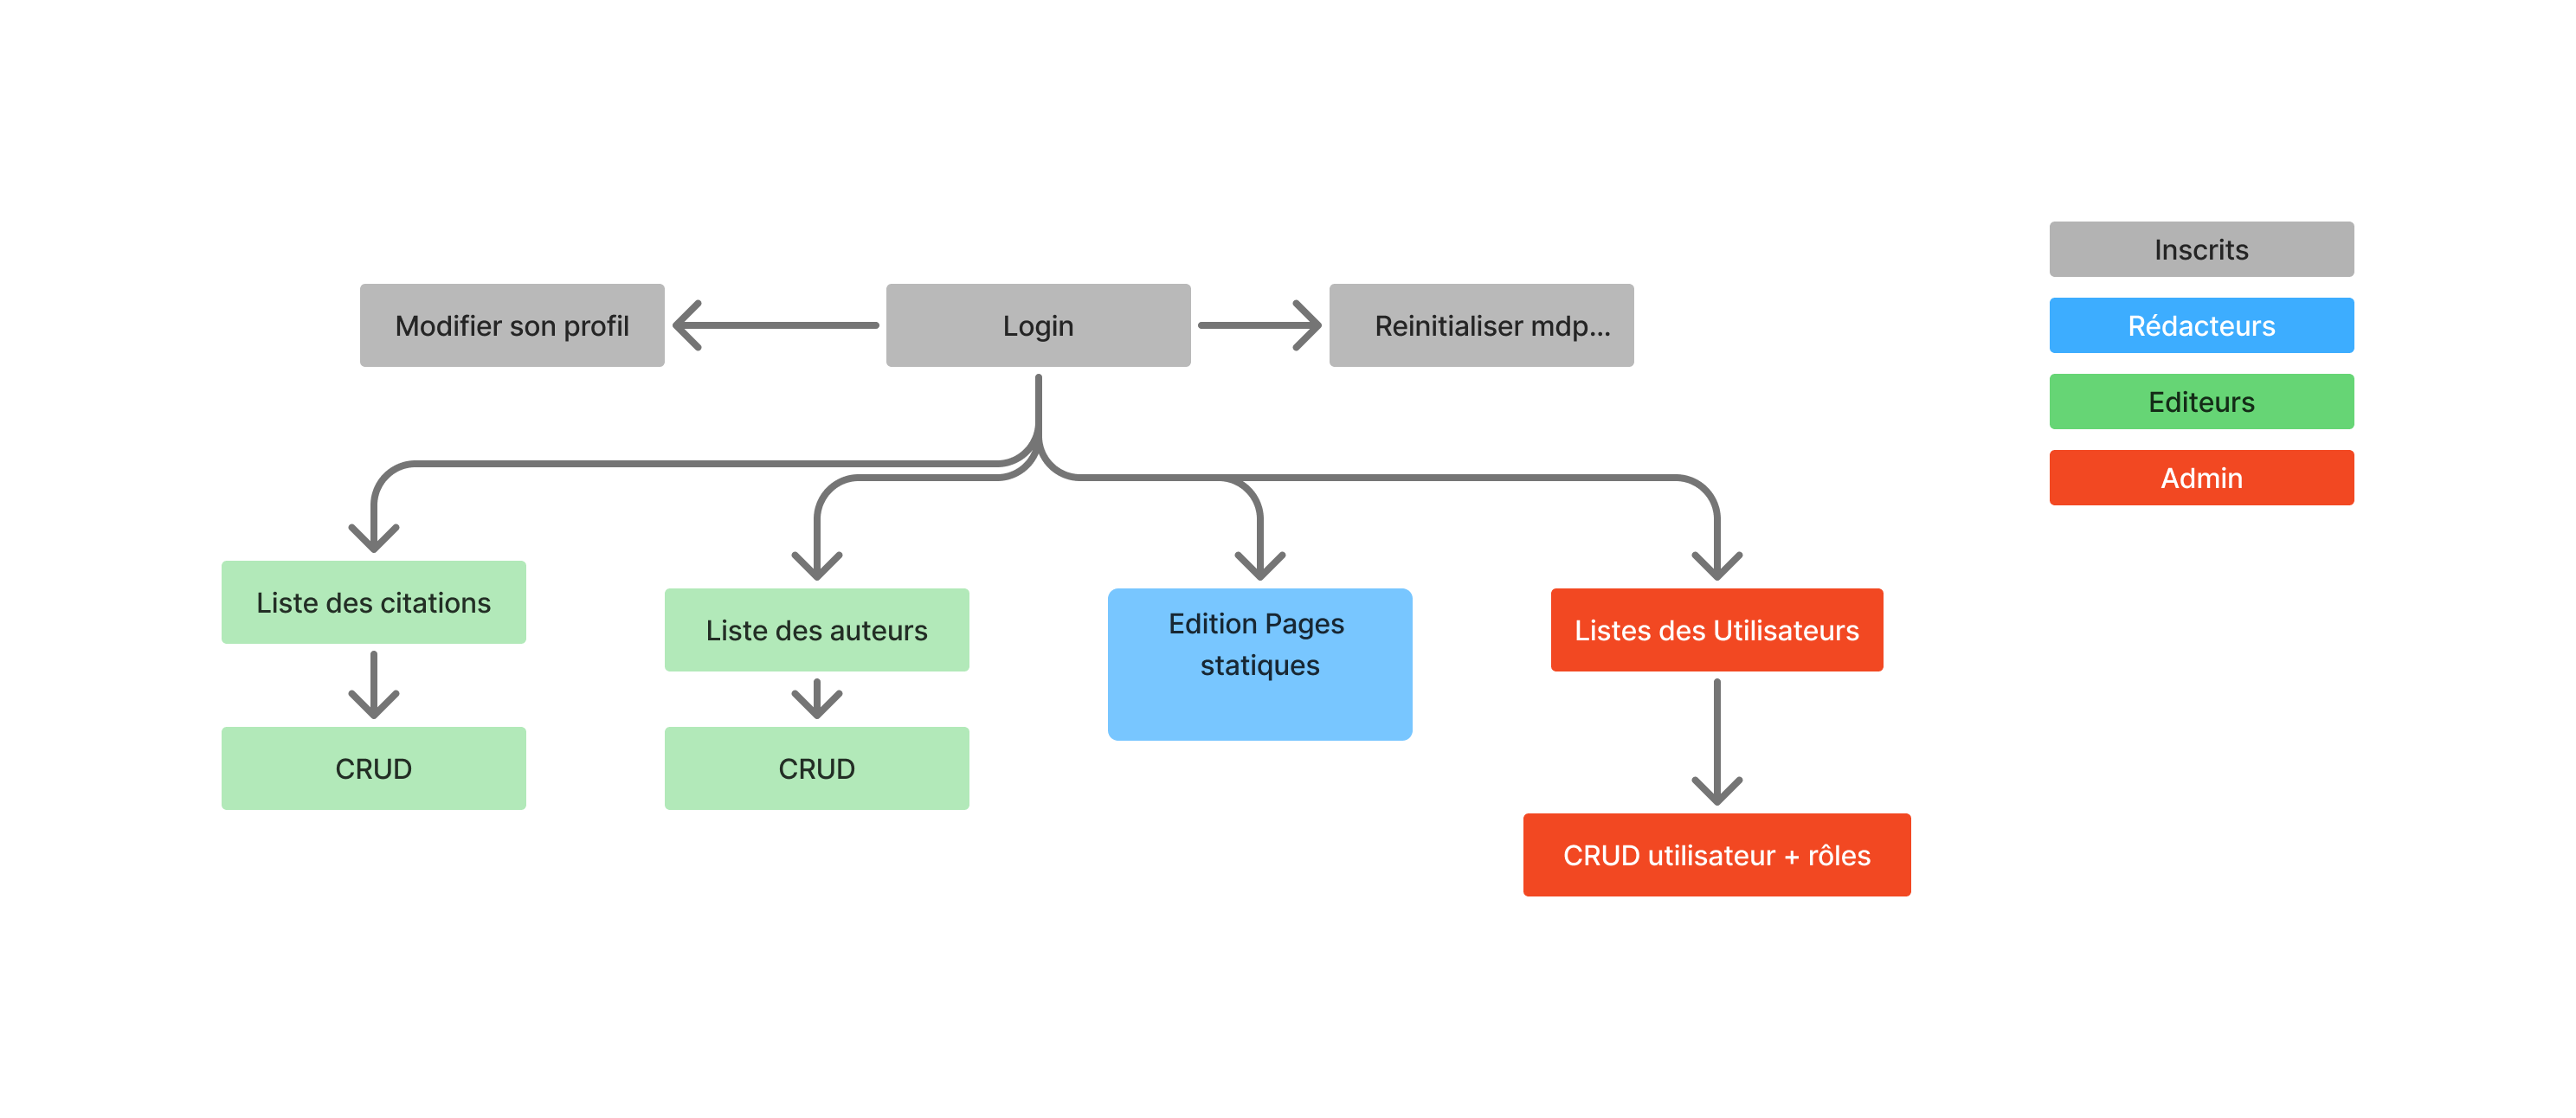 Inscrits
Modifier son profil
Login
Reinitialiser mdp...
Rédacteurs
Editeurs
Admin
Liste des citations
Liste des auteurs
Edition Pages
statiques
Listes des Utilisateurs
CRUD
CRUD
CRUD utilisateur + rôles